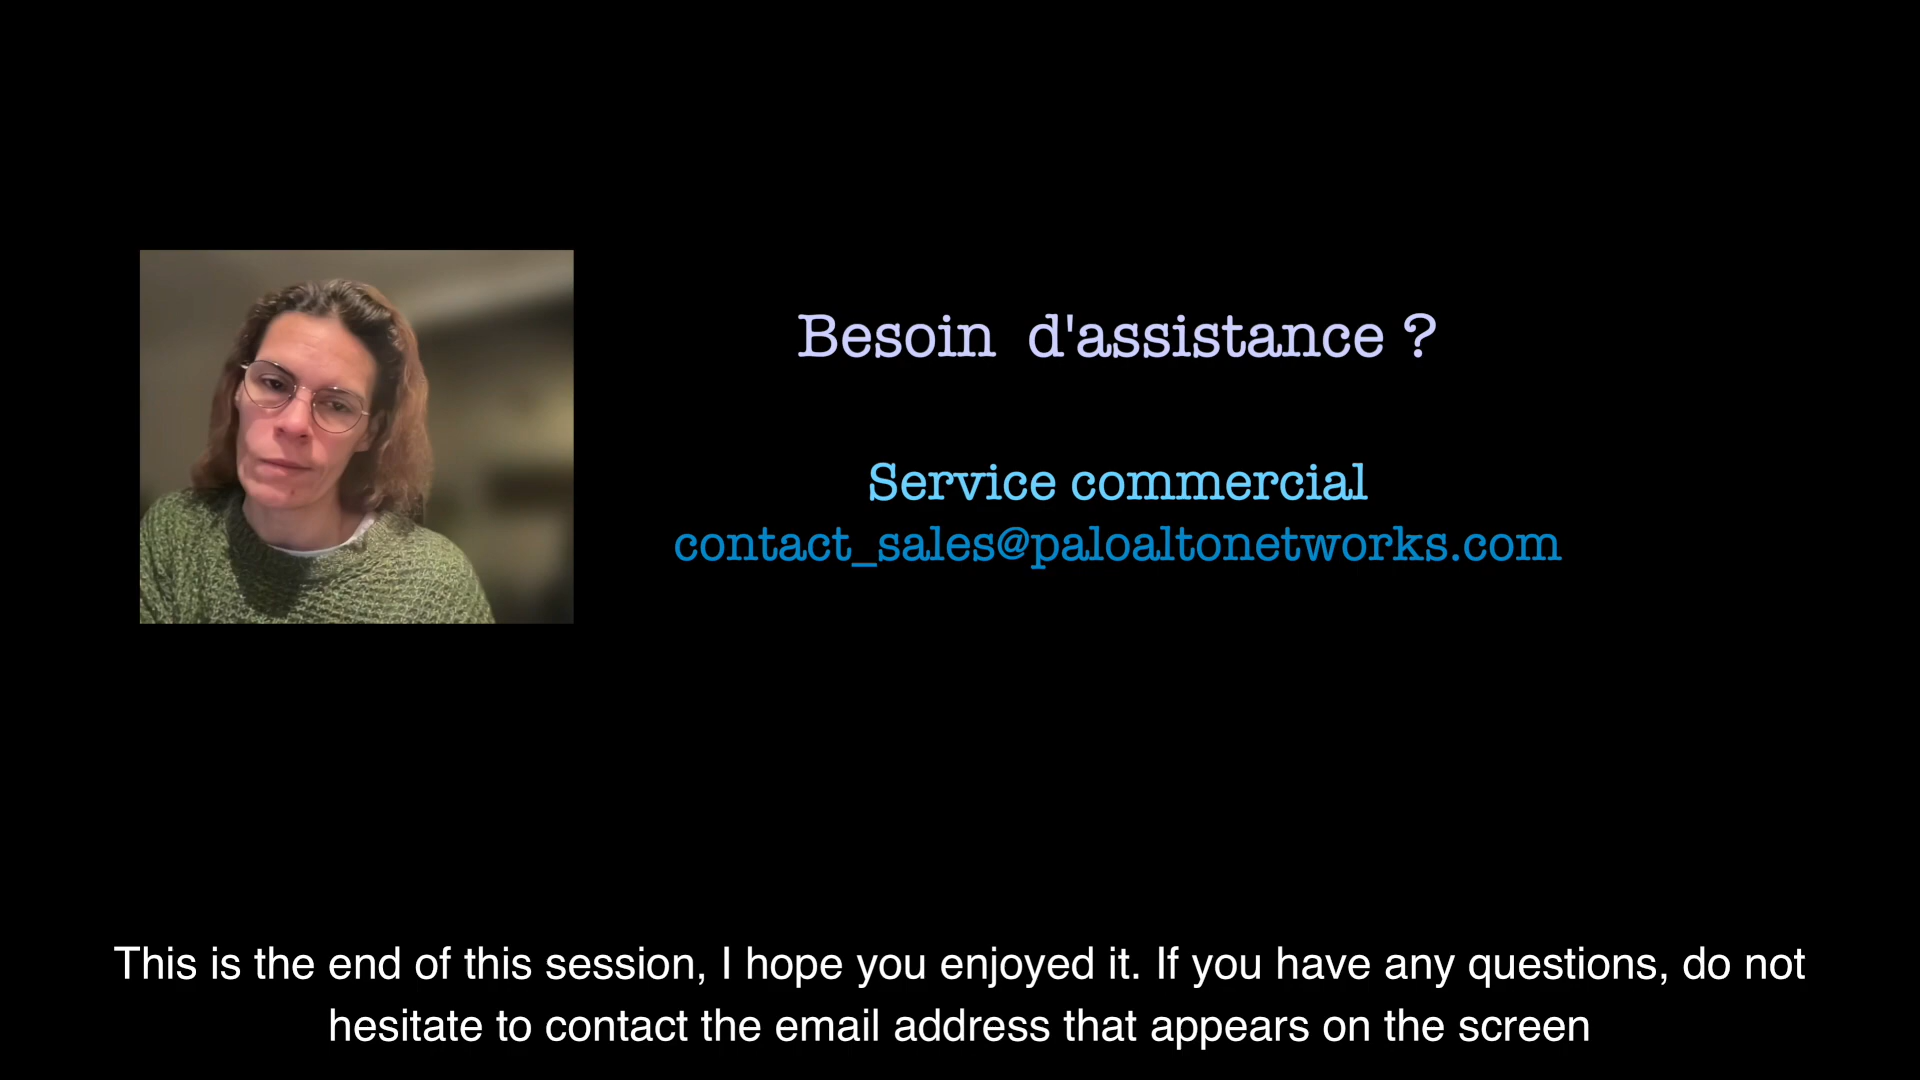 Besoin  d'assistance ?
Service commercial
contact_sales@paloaltonetworks.com
This is the end of this session, I hope you enjoyed it. If you have any questions, do not
hesitate to contact the email address that appears on the screen